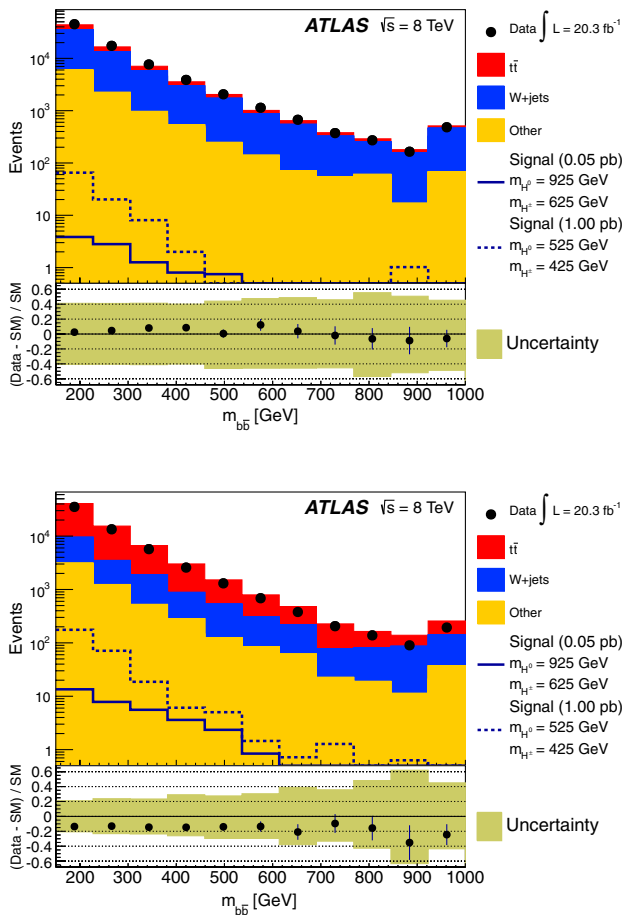 ATLAS √s = 8 TeV
Events
10⁴
10³
10²
10
1
Data ∫ L = 20.3 fb⁻¹
tt̄
W+jets
Other
Signal (0.05 pb)
m_H⁰ = 925 GeV
m_H± = 625 GeV
Signal (1.00 pb)
m_H⁰ = 525 GeV
m_H± = 425 GeV
(Data - SM) / SM
0.6
0.4
0.2
0
-0.2
-0.4
-0.6
Uncertainty
200 300 400 500 600 700 800 900 1000
m_bb̄ [GeV]
ATLAS √s = 8 TeV
Events
10⁴
10³
10²
10
1
Data ∫ L = 20.3 fb⁻¹
tt̄
W+jets
Other
Signal (0.05 pb)
m_H⁰ = 925 GeV
m_H± = 625 GeV
Signal (1.00 pb)
m_H⁰ = 525 GeV
m_H± = 425 GeV
(Data - SM) / SM
0.6
0.4
0.2
0
-0.2
-0.4
-0.6
Uncertainty
200 300 400 500 600 700 800 900 1000
m_bb̄ [GeV]